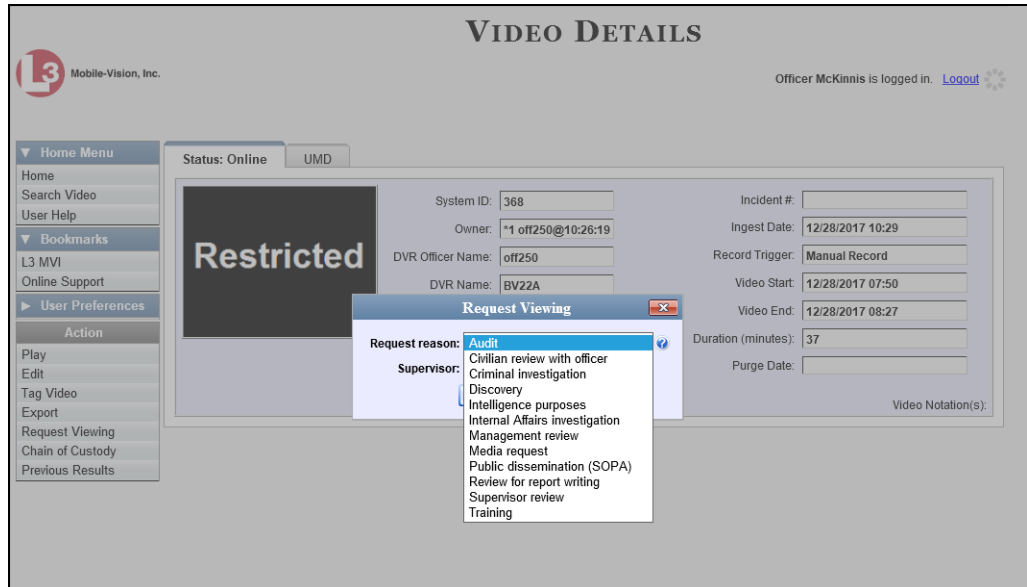 VIDEO DETAILS
L3 Mobile-Vision, Inc.
Officer McKinnis is logged in. Logout
▼ Home Menu
Home
Search Video
User Help
▼ Bookmarks
L3 MVI
Online Support
► User Preferences
Action
Play
Edit
Tag Video
Export
Request Viewing
Chain of Custody
Previous Results
Status: Online UMD
Restricted
System ID: 368
Owner: *1 off250@10:26:19
DVR Officer Name: off250
DVR Name: BV22A
Incident #:
Ingest Date: 12/28/2017 10:29
Record Trigger: Manual Record
Video Start: 12/28/2017 07:50
Video End: 12/28/2017 08:27
Duration (minutes): 37
Purge Date:
Video Notation(s):
Request Viewing
Request reason:
Supervisor:
Audit
Civilian review with officer
Criminal investigation
Discovery
Intelligence purposes
Internal Affairs investigation
Management review
Media request
Public dissemination (SOPA)
Review for report writing
Supervisor review
Training